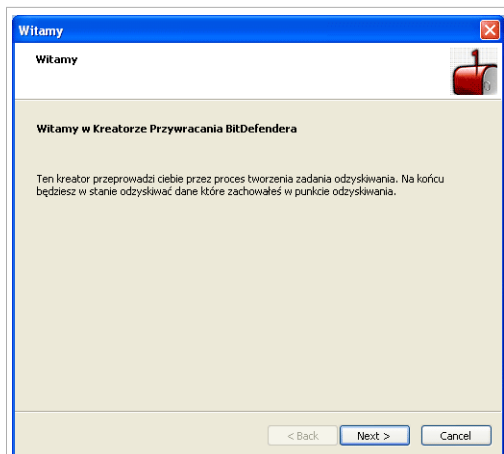 Witamy
Witamy
Witamy w Kreatorze Przywracania BitDefendera
Ten kreator przeprowadzi ciebie przez proces tworzenia zadania odzyskiwania. Na końcu
będziesz w stanie odzyskiwać dane które zachowałeś w punkcie odzyskiwania.
< Back Next > Cancel